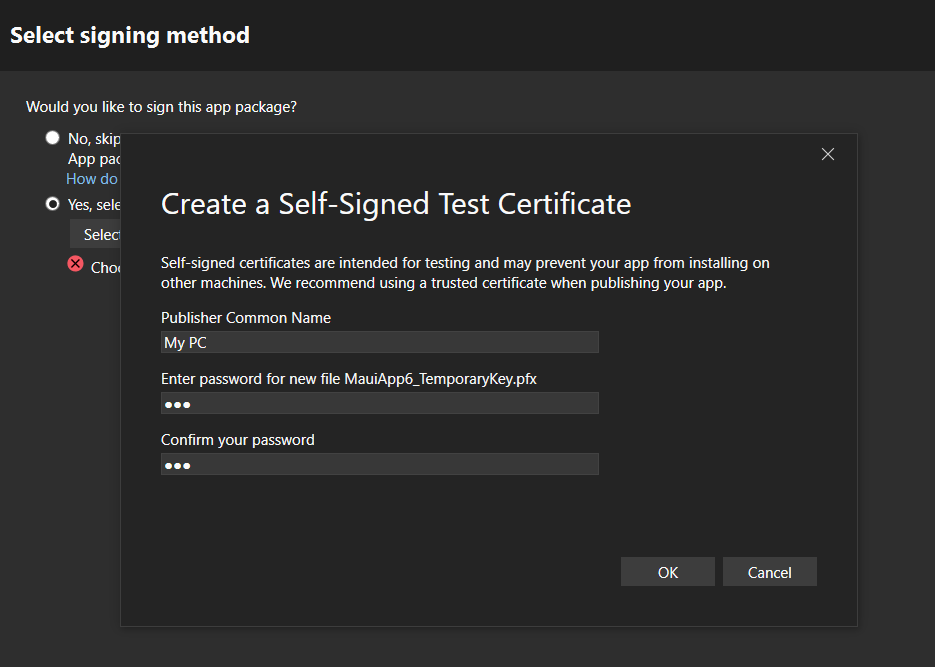 Select signing method
Would you like to sign this app package?
No, skip
App pac
How do
Yes, sele
Select
Choo
Create a Self-Signed Test Certificate
Self-signed certificates are intended for testing and may prevent your app from installing on
other machines. We recommend using a trusted certificate when publishing your app.
Publisher Common Name
My PC
Enter password for new file MauiApp6_TemporaryKey.pfx
●●●
Confirm your password
●●●
OK
Cancel